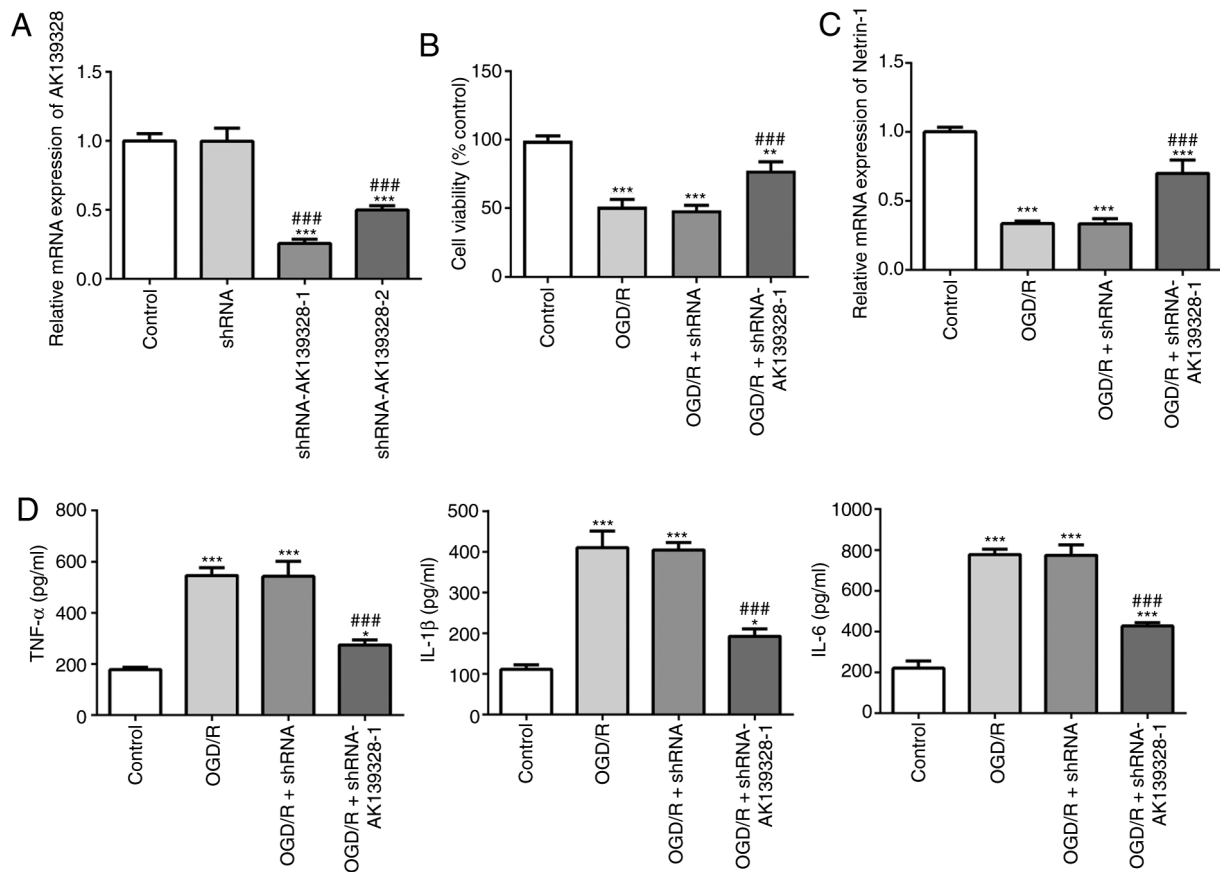 A
Relative mRNA expression of AK139328
1.5
1.0
0.5
0.0
###
***
###
***
Control
shRNA
shRNA-AK139328-1
shRNA-AK139328-2
B
Cell viability (% control)
150
100
50
0
***
***
###
**
Control
OGD/R
OGD/R + shRNA
OGD/R + shRNA-
AK139328-1
C
Relative mRNA expression of Netrin-1
1.5
1.0
0.5
0.0
***
***
###
***
Control
OGD/R
OGD/R + shRNA
OGD/R + shRNA-
AK139328-1
D
TNF-α (pg/ml)
800
600
400
200
0
***
***
###
*
Control
OGD/R
OGD/R + shRNA
OGD/R + shRNA-
AK139328-1
IL-1β (pg/ml)
500
400
300
200
100
0
***
***
###
*
Control
OGD/R
OGD/R + shRNA
OGD/R + shRNA-
AK139328-1
IL-6 (pg/ml)
1000
800
600
400
200
0
***
***
###
***
Control
OGD/R
OGD/R + shRNA
OGD/R + shRNA-
AK139328-1